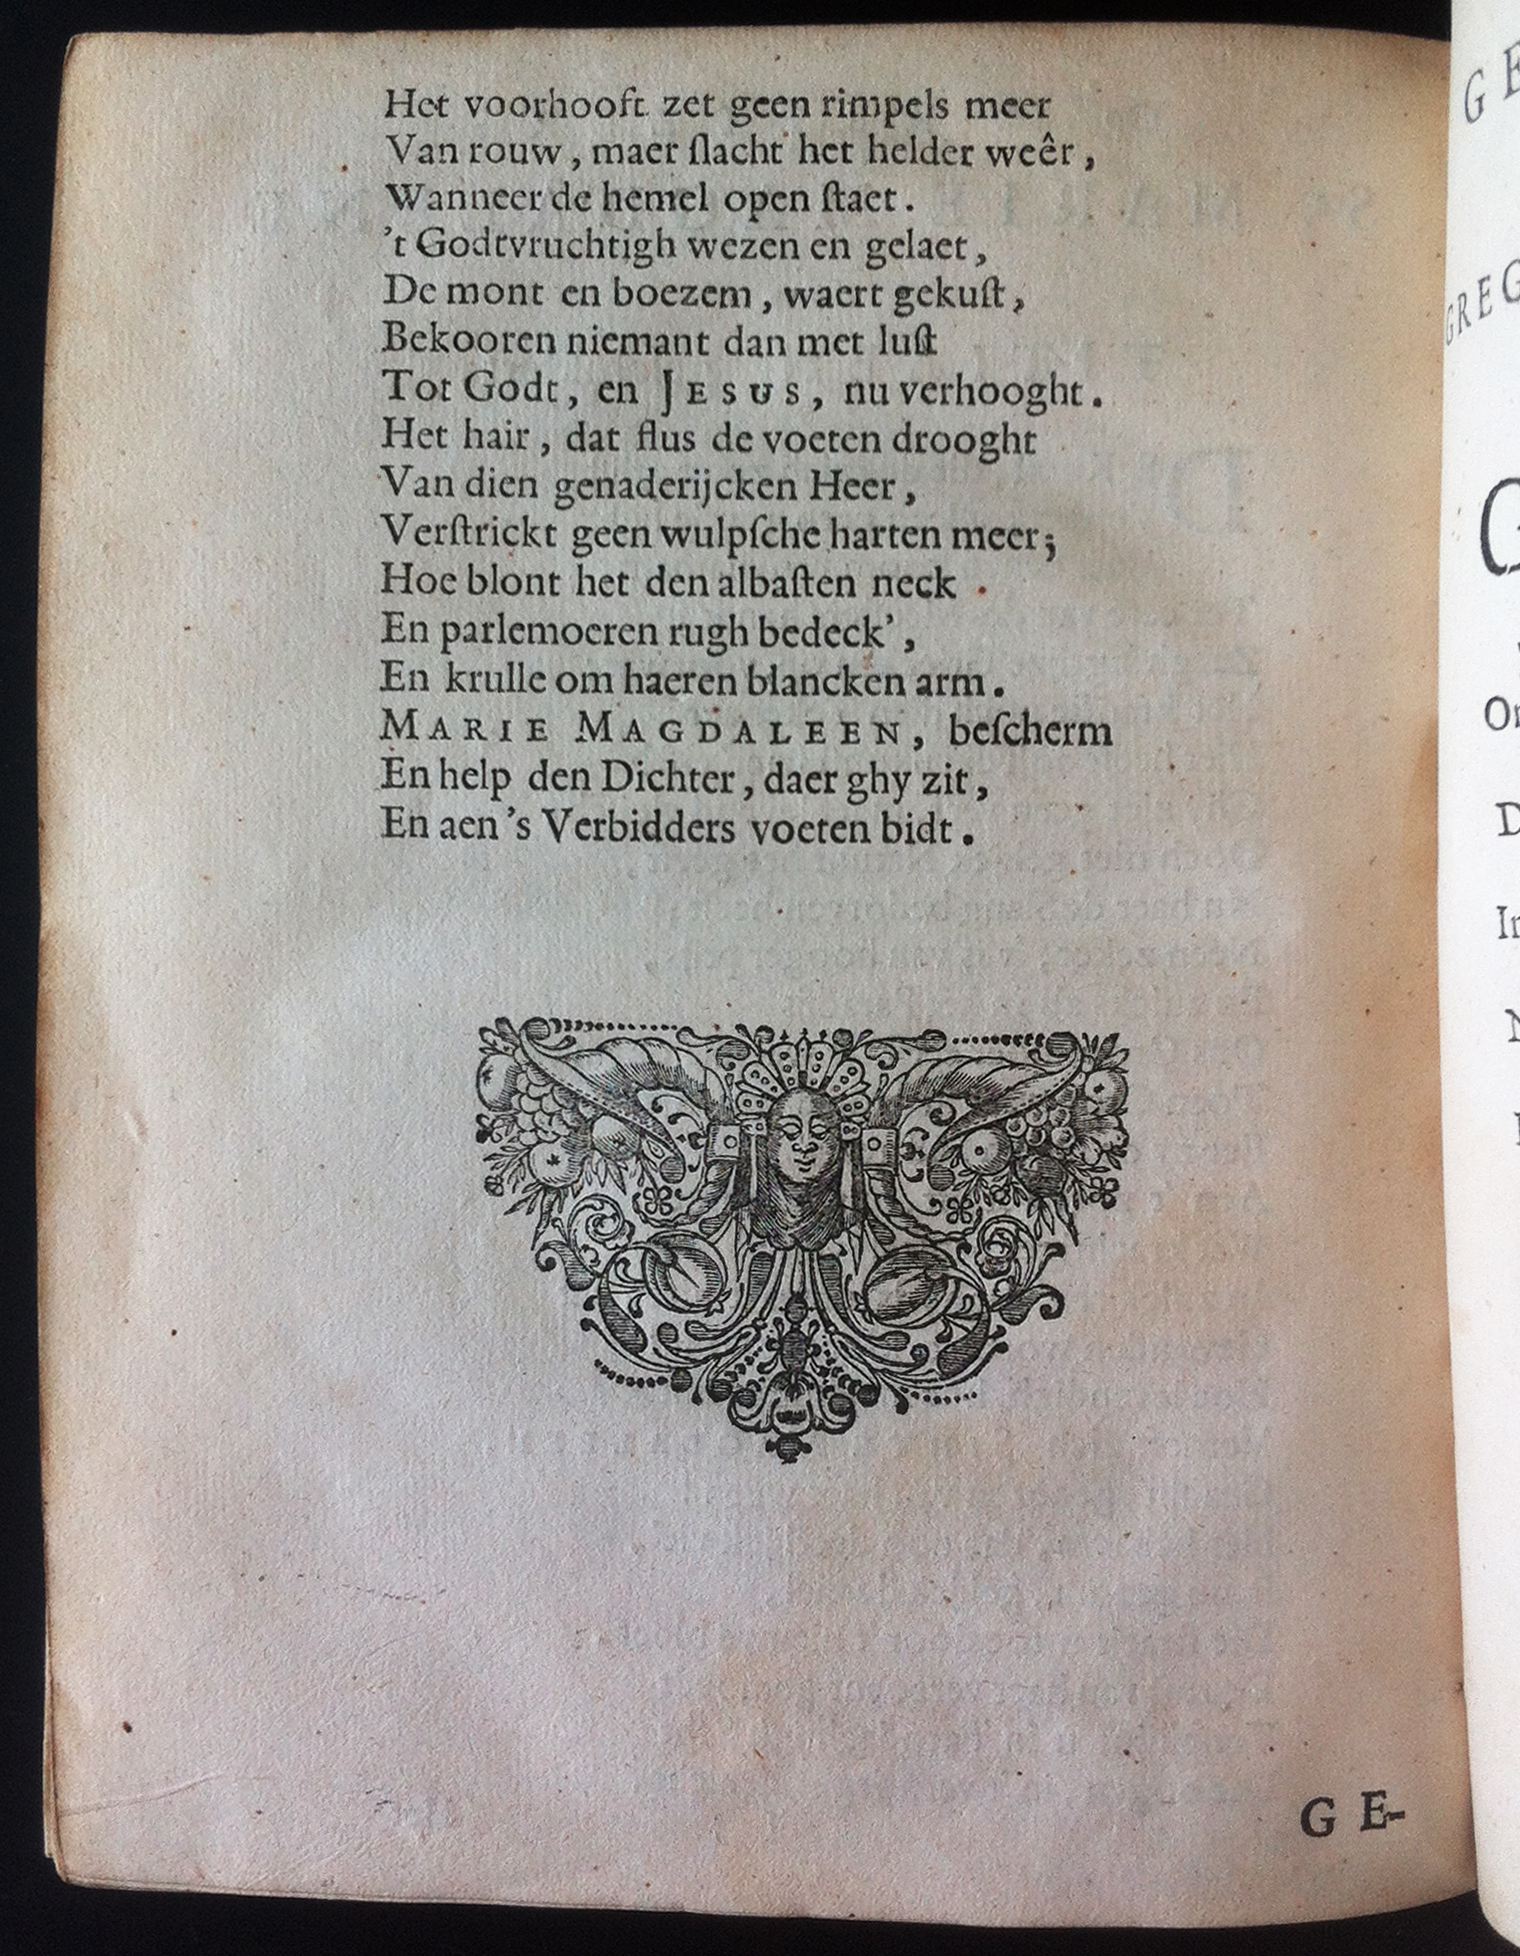 Het voorhooft zet geen rimpels meer
Van rouw, maer ſlacht het helder weêr,
Wanneer de hemel open ſtaet.
't Godtvruchtigh wezen en gelaet,
De mont en boezem, waert gekuſt,
Bekooren niemant dan met luſt
Tot Godt, en JESUS, nu verhooght.
Het hair, dat flus de voeten drooght
Van dien genaderijcken Heer,
Verſtrickt geen wulpſche harten meer;
Hoe blont het den albaſten neck
En parlemoeren rugh bedeck',
En krulle om haeren blancken arm.
MARIE MAGDALEEN, beſcherm
En help den Dichter, daer ghy zit,
En aen 's Verbidders voeten bidt.
GE-
GE
GREG
G
D